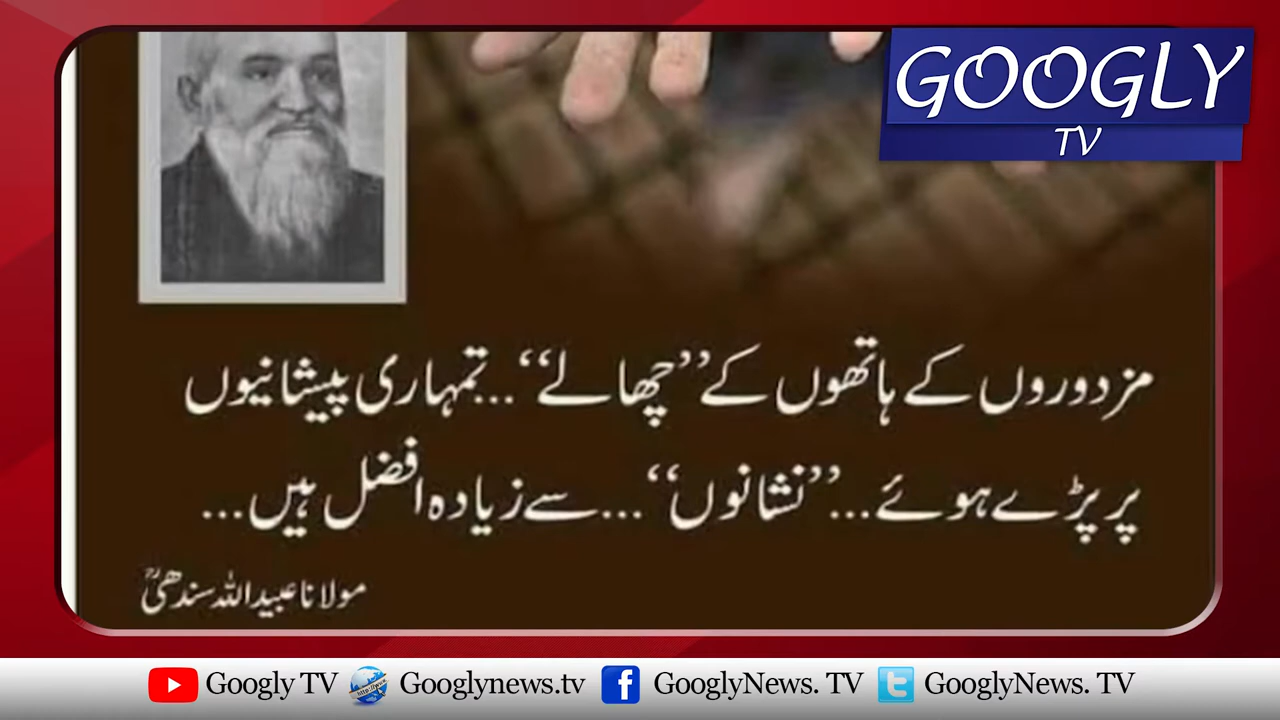 GOOGLY
TV
مزدوروں کے ہاتھوں کے ’’چھالے‘‘...تمہاری پیشانیوں
پر پڑے ہوئے...’’نشانوں‘‘...سے زیادہ افضل ہیں...
مولانا عبیداللہ سندھیؒ
Googly TV Googlynews.tv GooglyNews. TV GooglyNews. TV